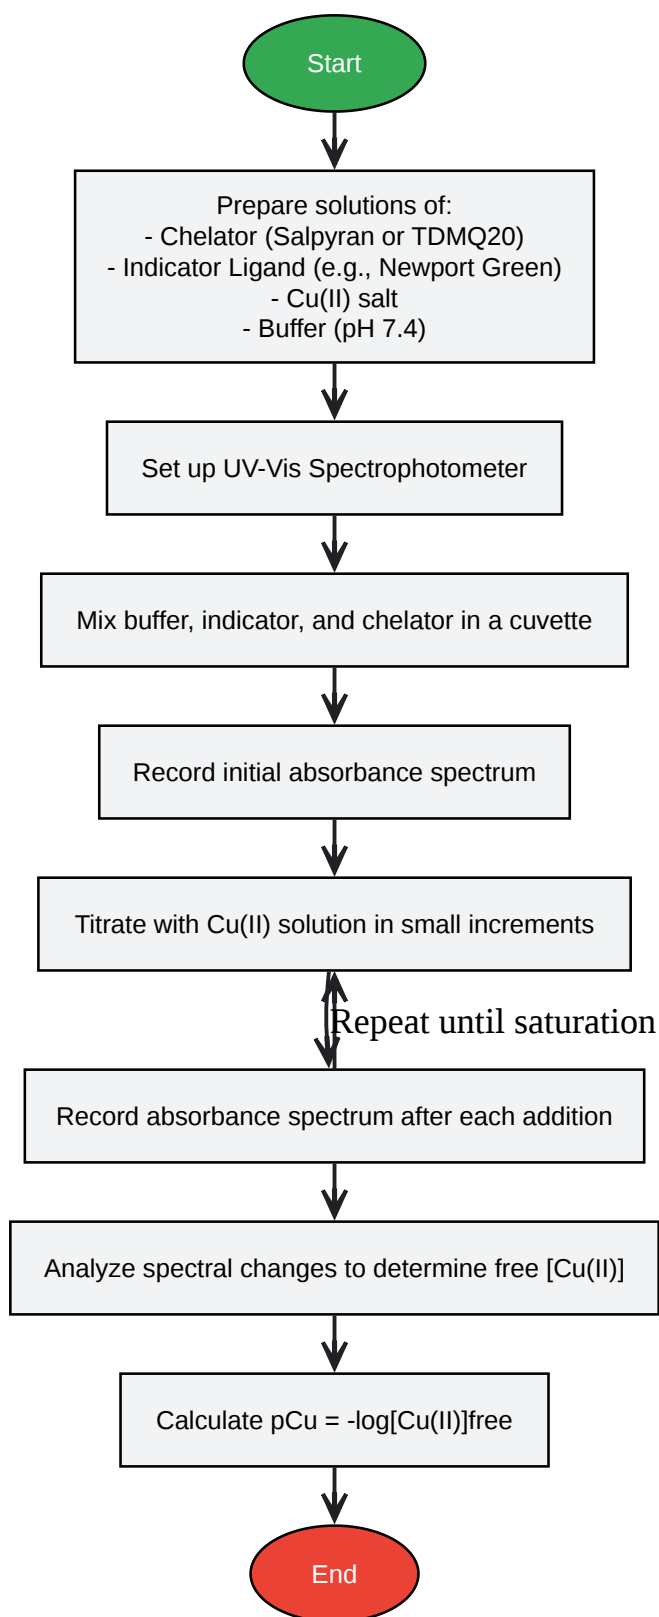 Start
Prepare solutions of:
- Chelator (Salpyran or TDMQ20)
- Indicator Ligand (e.g., Newport Green)
- Cu(II) salt
- Buffer (pH 7.4)
Set up UV-Vis Spectrophotometer
Mix buffer, indicator, and chelator in a cuvette
Record initial absorbance spectrum
Titrate with Cu(II) solution in small increments
Repeat until saturation
Record absorbance spectrum after each addition
Analyze spectral changes to determine free [Cu(II)]
Calculate pCu = -log[Cu(II)]free
End